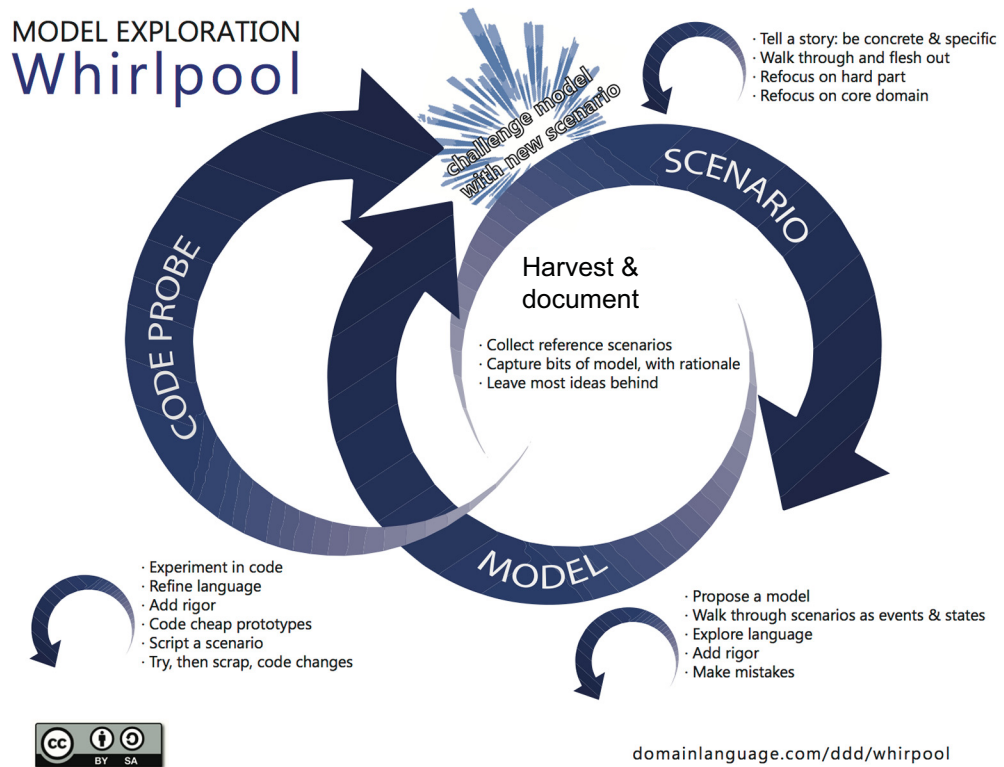 MODEL EXPLORATION
Whirlpool
challenge model
with new scenario
· Tell a story: be concrete & specific
· Walk through and flesh out
· Refocus on hard part
· Refocus on core domain
SCENARIO
CODE PROBE
Harvest &
document
· Collect reference scenarios
· Capture bits of model, with rationale
· Leave most ideas behind
MODEL
· Experiment in code
· Refine language
· Add rigor
· Code cheap prototypes
· Script a scenario
· Try, then scrap, code changes
· Propose a model
· Walk through scenarios as events & states
· Explore language
· Add rigor
· Make mistakes
cc
BY SA
domainlanguage.com/ddd/whirpool